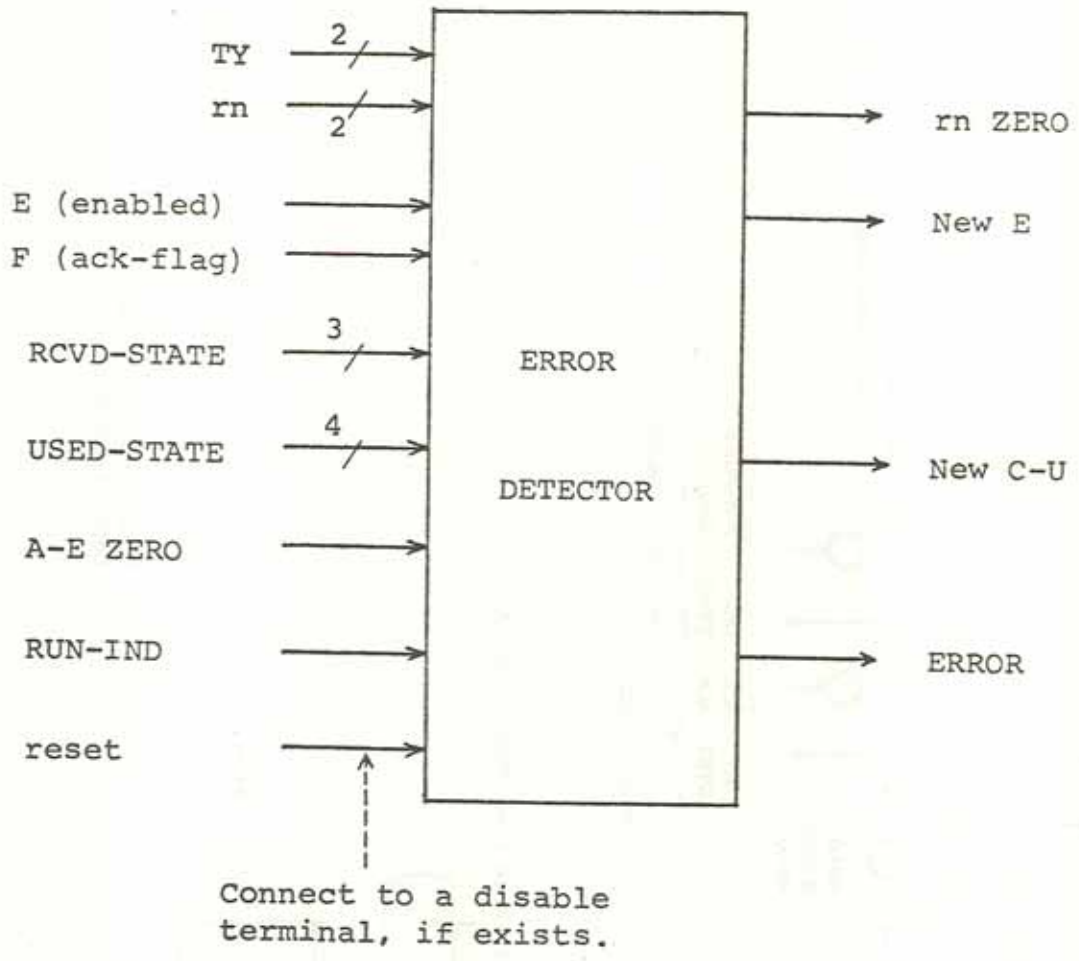 TY
2
rn
2
E (enabled)
F (ack-flag)
RCVD-STATE
3
USED-STATE
4
A-E ZERO
RUN-IND
reset
ERROR
DETECTOR
rn ZERO
New E
New C-U
ERROR
Connect to a disable
terminal, if exists.